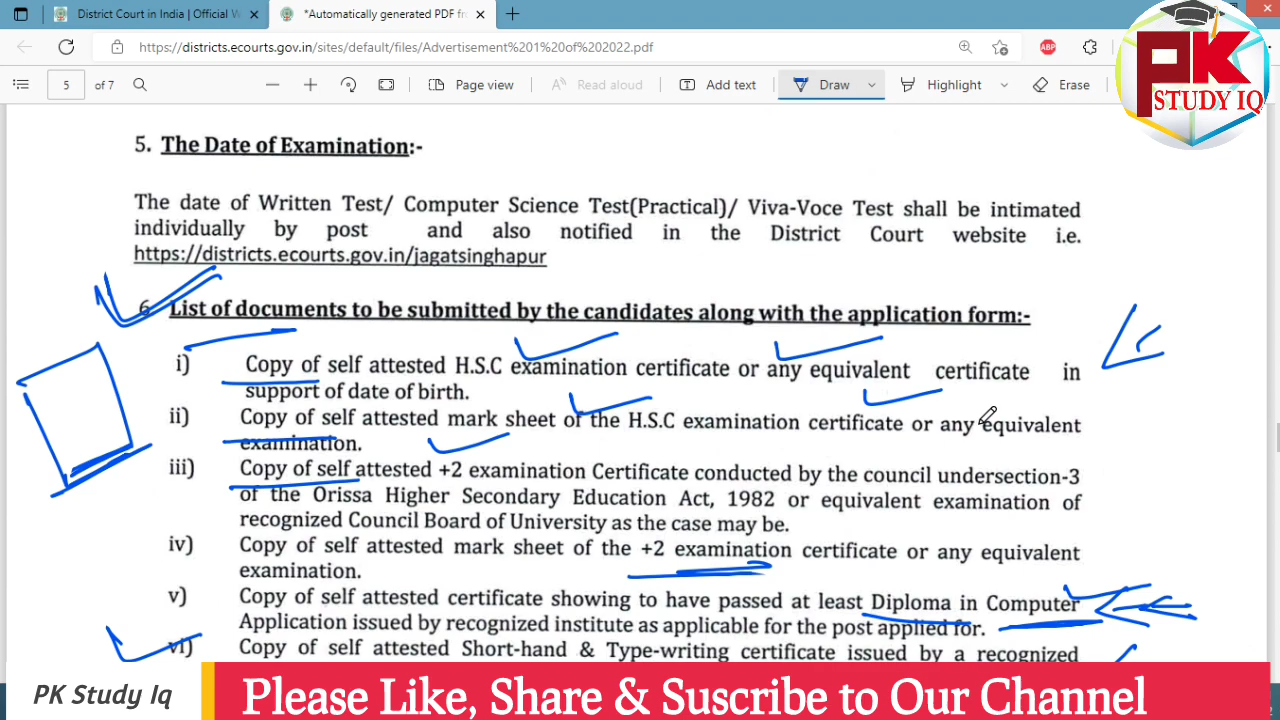 District Court in India | Official W
*Automatically generated PDF fro
https://districts.ecourts.gov.in/sites/default/files/Advertisement%201%20of%202022.pdf
ABP
5 of 7
Page view
Read aloud
Add text
Draw
Highlight
Erase
PK
STUDY IQ
5. The Date of Examination:-
The date of Written Test/ Computer Science Test(Practical)/ Viva-Voce Test shall be intimated
individually by post and also notified in the District Court website i.e.
https://districts.ecourts.gov.in/jagatsinghapur
6. List of documents to be submitted by the candidates along with the application form:-
i) Copy of self attested H.S.C examination certificate or any equivalent certificate in
support of date of birth.
ii) Copy of self attested mark sheet of the H.S.C examination certificate or any equivalent
examination.
iii) Copy of self attested +2 examination Certificate conducted by the council undersection-3
of the Orissa Higher Secondary Education Act, 1982 or equivalent examination of
recognized Council Board of University as the case may be.
iv) Copy of self attested mark sheet of the +2 examination certificate or any equivalent
examination.
v) Copy of self attested certificate showing to have passed at least Diploma in Computer
Application issued by recognized institute as applicable for the post applied for.
vi) Copy of self attested Short-hand & Type-writing certificate issued by a recognized
PK Study Iq
Please Like, Share & Suscribe to Our Channel